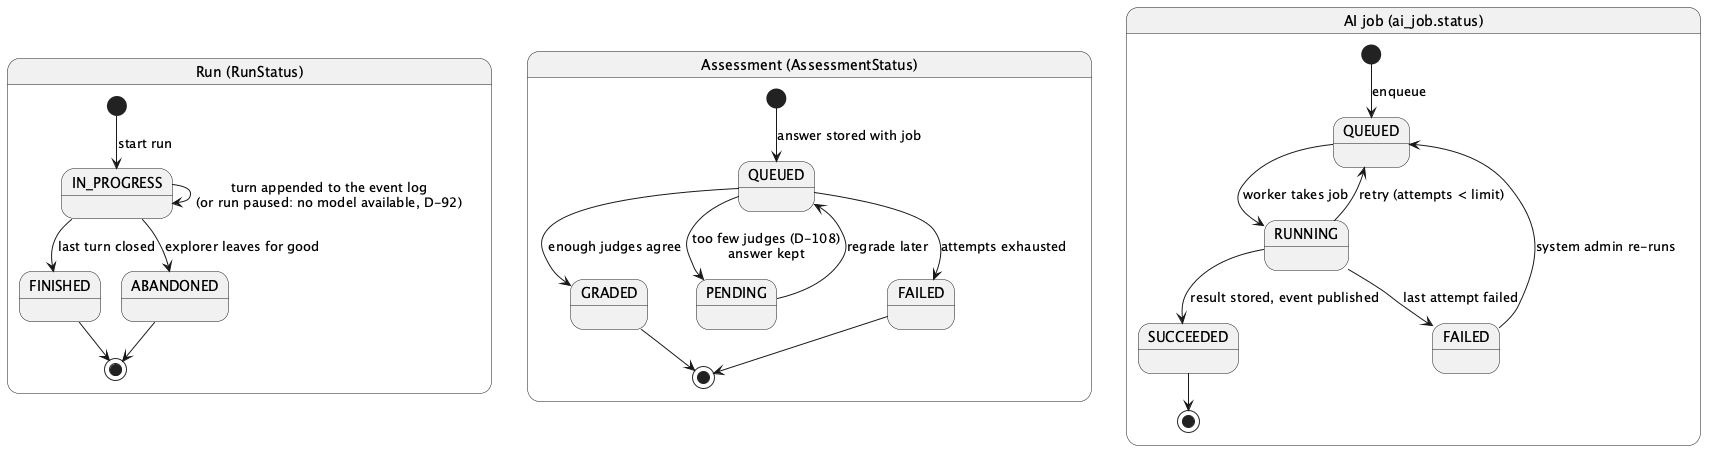 Run (RunStatus)
start run
IN_PROGRESS
turn appended to the event log
(or run paused: no model available, D-92)
last turn closed
explorer leaves for good
FINISHED
ABANDONED
Assessment (AssessmentStatus)
answer stored with job
QUEUED
enough judges agree
too few judges (D-108)
answer kept
regrade later
attempts exhausted
GRADED
PENDING
FAILED
AI job (ai_job.status)
enqueue
QUEUED
worker takes job
retry (attempts < limit)
RUNNING
system admin re-runs
result stored, event published
last attempt failed
SUCCEEDED
FAILED